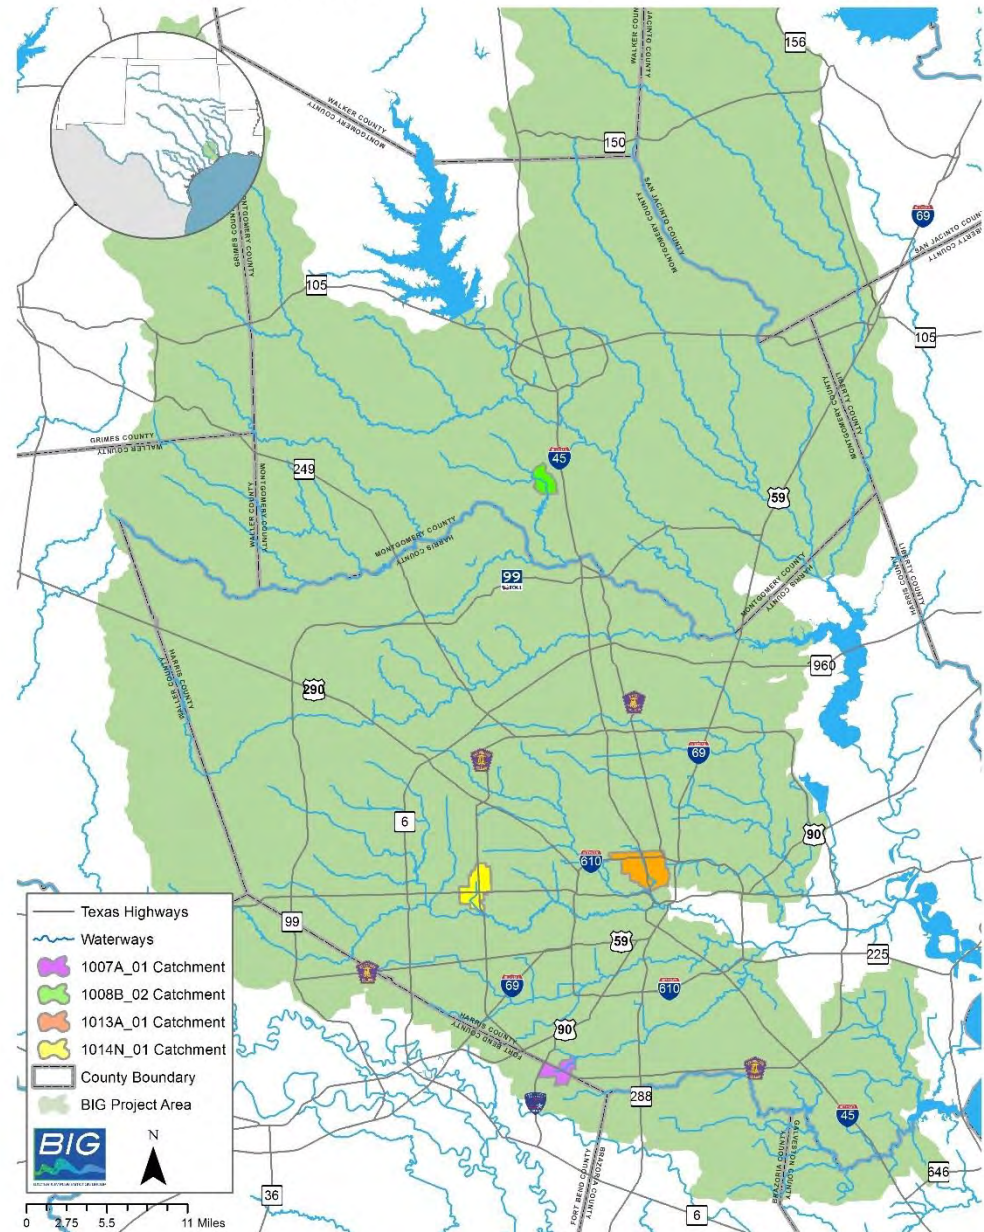 156
WALKER COUNTY
JACINTO COUNTY
WALKER COUNTY
MONTGOMERY COUNTY
150
SAN JACINTO COUNTY
MONTGOMERY COUNTY
69
SAN JACINTO COUNTY
LIBERTY COUNTY
GRIMES COUNTY
MONTGOMERY COUNTY
105
105
LIBERTY COUNTY
MONTGOMERY COUNTY
GRIMES COUNTY
WALLER COUNTY
249
45
59
WALLER COUNTY
MONTGOMERY COUNTY
MONTGOMERY COUNTY
HARRIS COUNTY
LIBERTY COUNTY
HARRIS COUNTY
99
MONTGOMERY COUNTY
HARRIS COUNTY
HARRIS COUNTY
WALLER COUNTY
960
290
69
6
90
610
Texas Highways
Waterways
1007A_01 Catchment
1008B_02 Catchment
1013A_01 Catchment
1014N_01 Catchment
County Boundary
BIG Project Area
BIG
N
99
59
225
69
610
90
HARRIS COUNTY
FORT BEND COUNTY
288
45
BRAZORIA COUNTY
GALVESTON COUNTY
646
FORT BEND COUNTY
BRAZORIA COUNTY
36
6
0 2.75 5.5 11 Miles